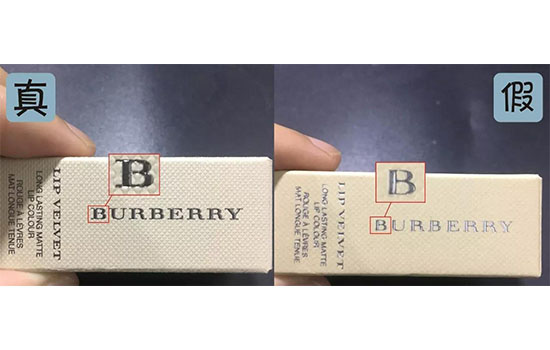 真
B
BURBERRY
LIP VELVET
LONG LASTING MATTE
LIP COLOUR
ROUGE À LÈVRES
MAT LONGUE TENUE
假
B
BURBERRY
LIP VELVET
LONG LASTING MATTE
LIP COLOUR
ROUGE À LÈVRES
MAT LONGUE TENUE